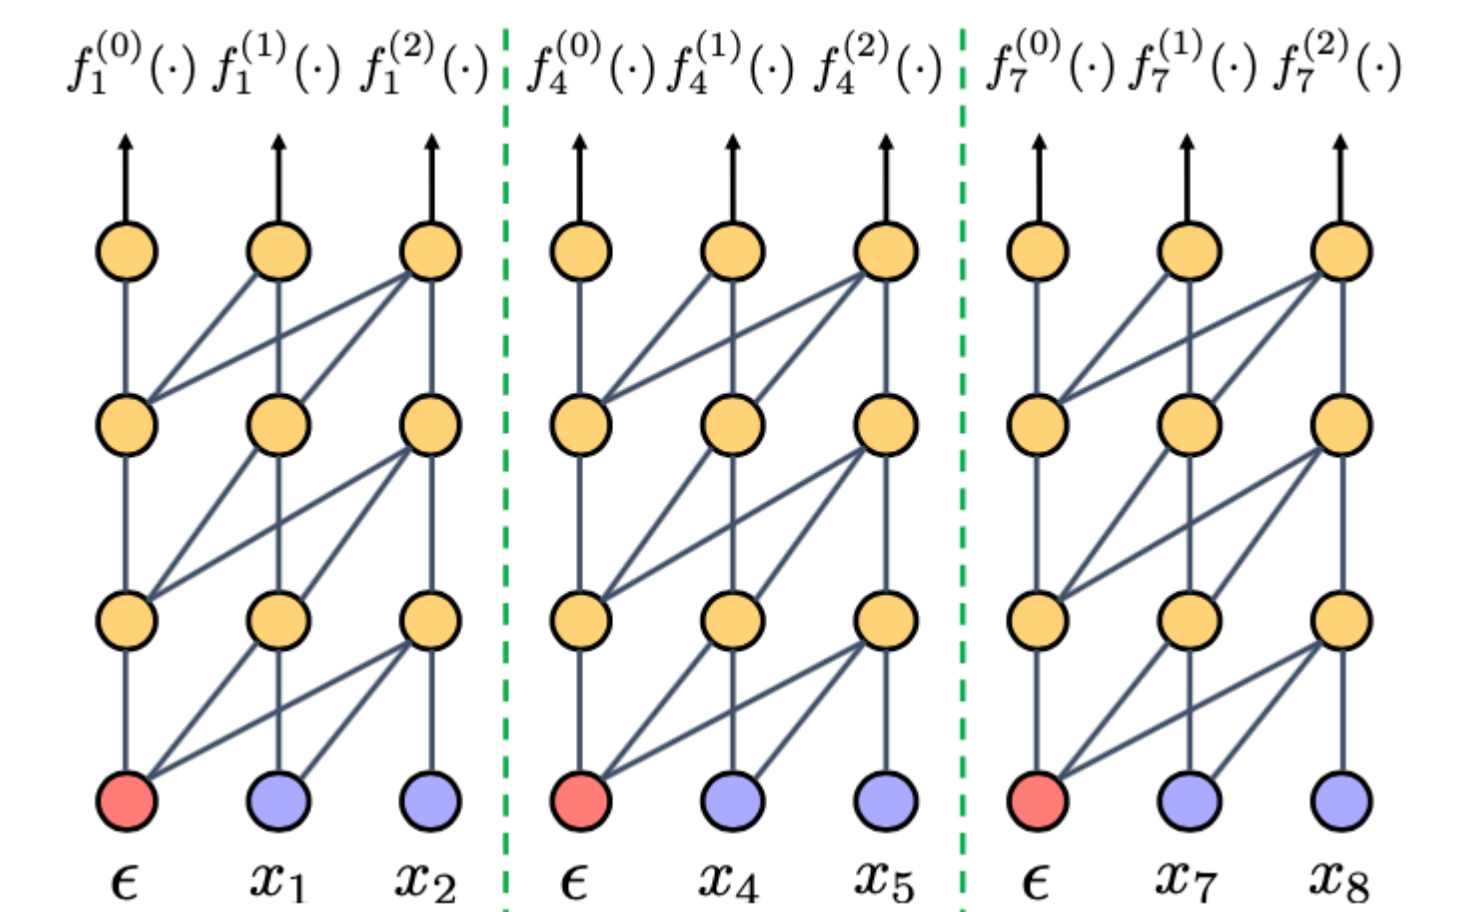 f_1^{(0)}(·) f_1^{(1)}(·) f_1^{(2)}(·) f_4^{(0)}(·) f_4^{(1)}(·) f_4^{(2)}(·) f_7^{(0)}(·) f_7^{(1)}(·) f_7^{(2)}(·)
ϵ x_1 x_2 ϵ x_4 x_5 ϵ x_7 x_8